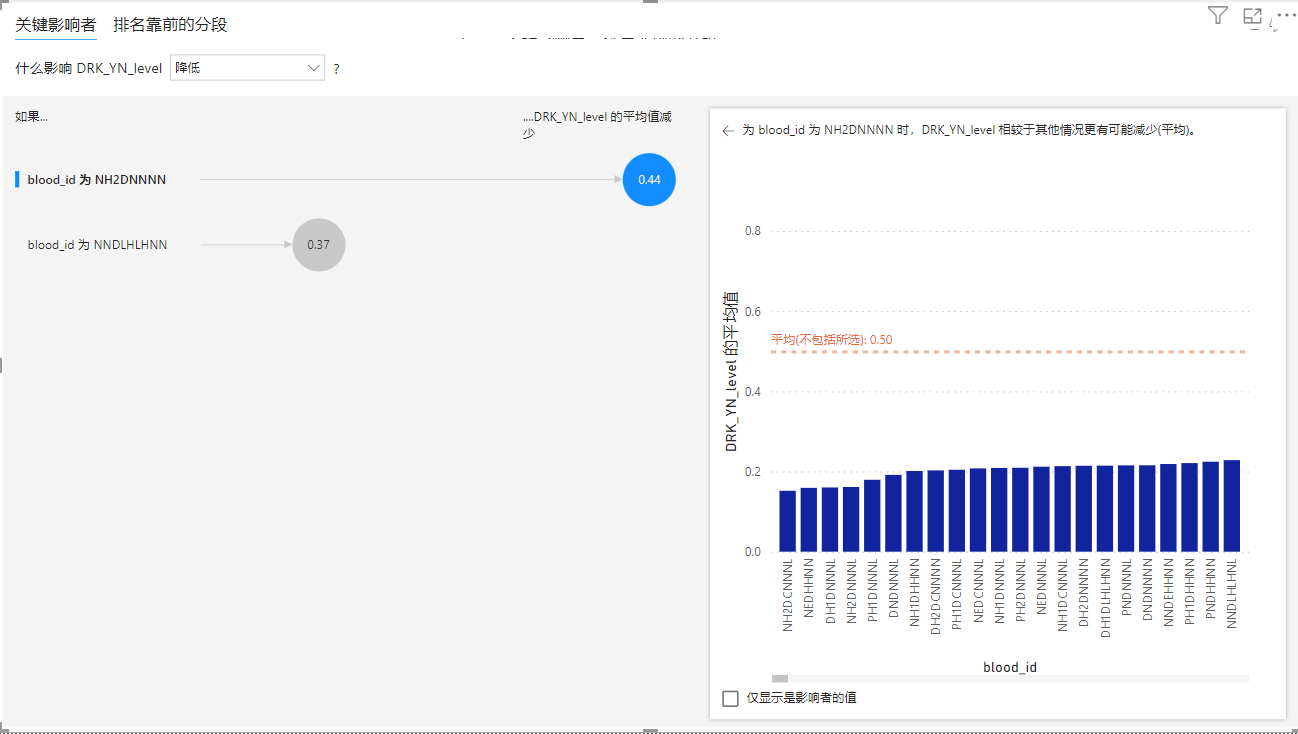 关键影响者 排名靠前的分段
什么影响 DRK_YN_level 降低 ?
如果...
....DRK_YN_level 的平均值减
少
blood_id 为 NH2DNNNN
0.44
blood_id 为 NNDLHLHNN
0.37
← 为 blood_id 为 NH2DNNNN 时，DRK_YN_level 相较于其他情况更有可能减少(平均)。
DRK_YN_level 的平均值
0.8
0.6
平均(不包括所选): 0.50
0.4
0.2
0.0
NH2DCNNNL
NEDHHNN
DH1DNNNL
NH2DNNNL
PH1DNNNL
DNDNNNL
NH1DHHNN
DH2DCNNNN
PH1DCNNNL
NEDCNNNL
NH1DNNNL
PH2DNNNL
NEDNNNL
NH1DCNNNL
DH2DNNNN
DH1DLHLHNN
PNDNNNL
DNDNNNN
NNDEHHNN
PH1DHHNN
PNDHHNN
NNDLHLHNL
blood_id
仅显示是影响者的值